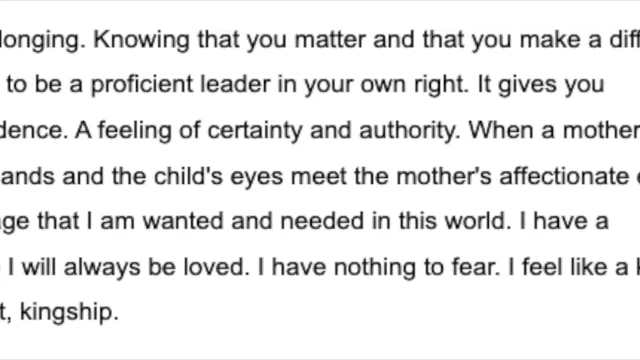 longing. Knowing that you matter and that you make a
to be a proficient leader in your own right. It gives you
dence. A feeling of certainty and authority. When a mother
ands and the child's eyes meet the mother's affectionate
ge that I am wanted and needed in this world. I have a
I will always be loved. I have nothing to fear. I feel like a
t, kingship.